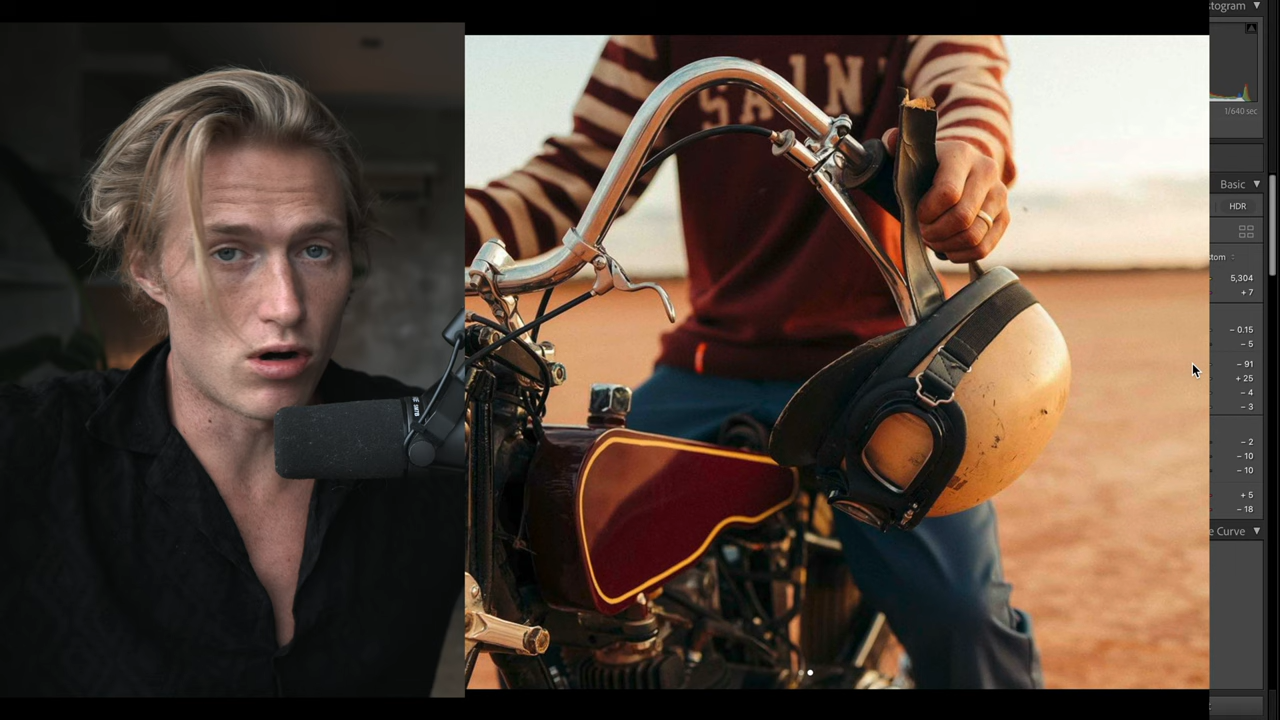 stogram
SAIN
1/640 sec
Basic
HDR
tom
5,304
+ 7
− 0.15
− 5
− 91
+ 25
− 4
− 3
− 2
− 10
− 10
+ 5
− 18
e Curve